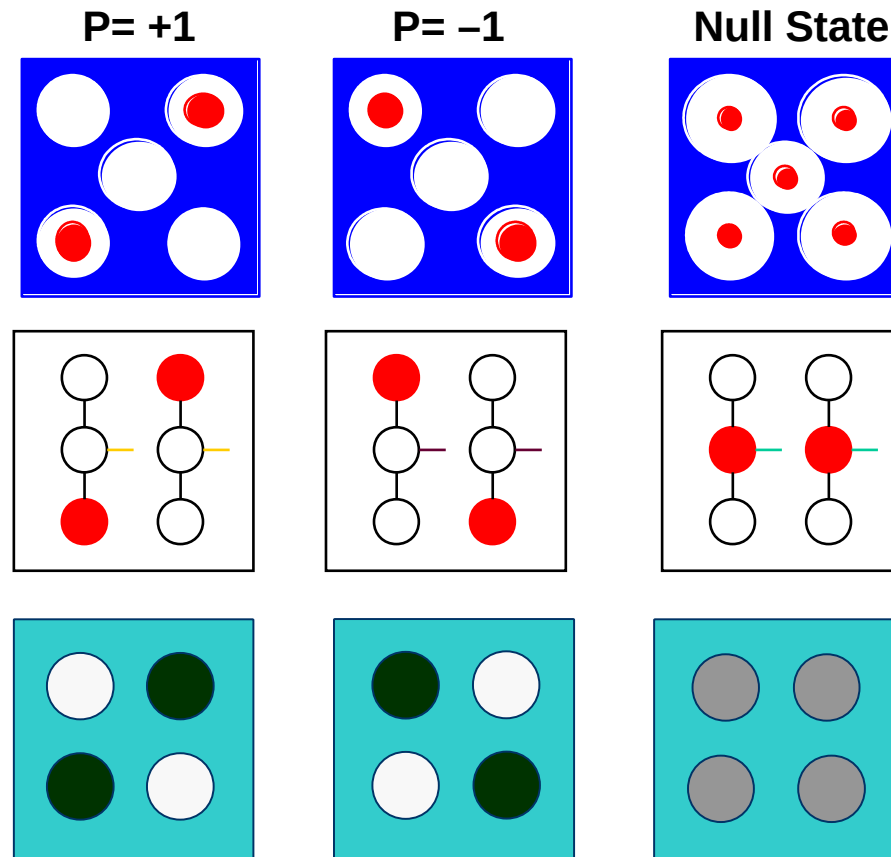 P= +1 P= –1 Null State